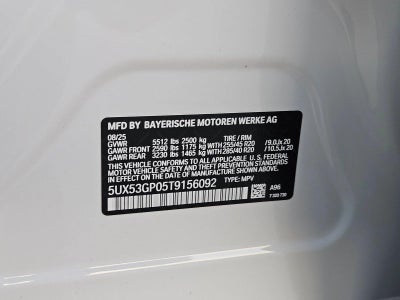 MFD BY BAYERISCHE MOTOREN WERKE AG
08/25
GVWR 5512 lbs 2500 kg TIRE / RIM
GAWR FRONT 2590 lbs 1175 kg WITH 255/45 R20 /9.0Jx 20
GAWR REAR 3230 lbs 1465 kg WITH 285/40 R20 /10.5Jx 20
THIS VEHICLE CONFORMS TO ALL APPLICABLE U.S. FEDERAL
MOTOR VEHICLE SAFETY AND THEFT PREVENTION STANDARDS
IN EFFECT ON THE DATE OF MANUFACTURE SHOWN ABOVE.
5UX53GP05T9156092 TYPE: MPV A96